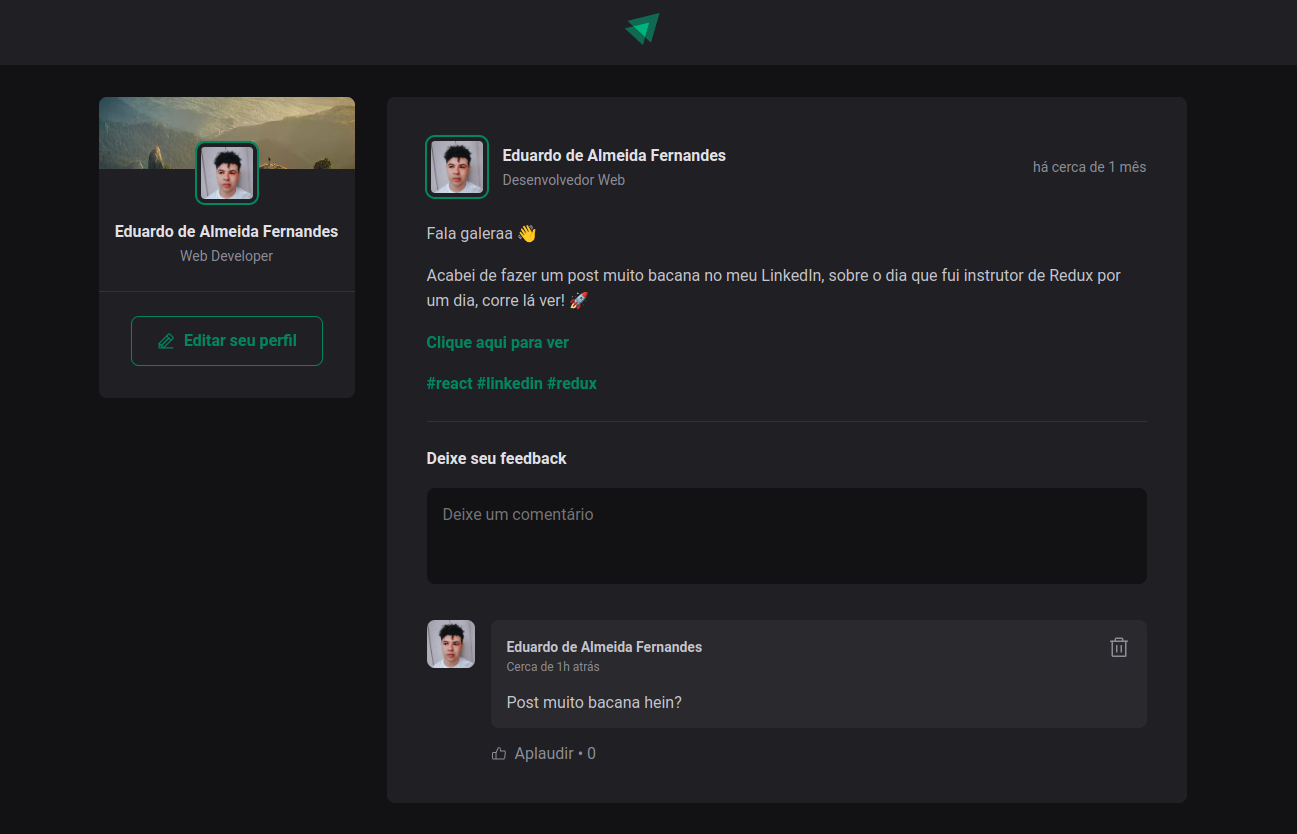 Eduardo de Almeida Fernandes
Web Developer
Editar seu perfil
Eduardo de Almeida Fernandes
Desenvolvedor Web
há cerca de 1 mês
Fala galeraa 👋
Acabei de fazer um post muito bacana no meu LinkedIn, sobre o dia que fui instrutor de Redux por
um dia, corre lá ver! 🚀
Clique aqui para ver
#react #linkedin #redux
Deixe seu feedback
Deixe um comentário
Eduardo de Almeida Fernandes
Cerca de 1h atrás
Post muito bacana hein?
Aplaudir • 0